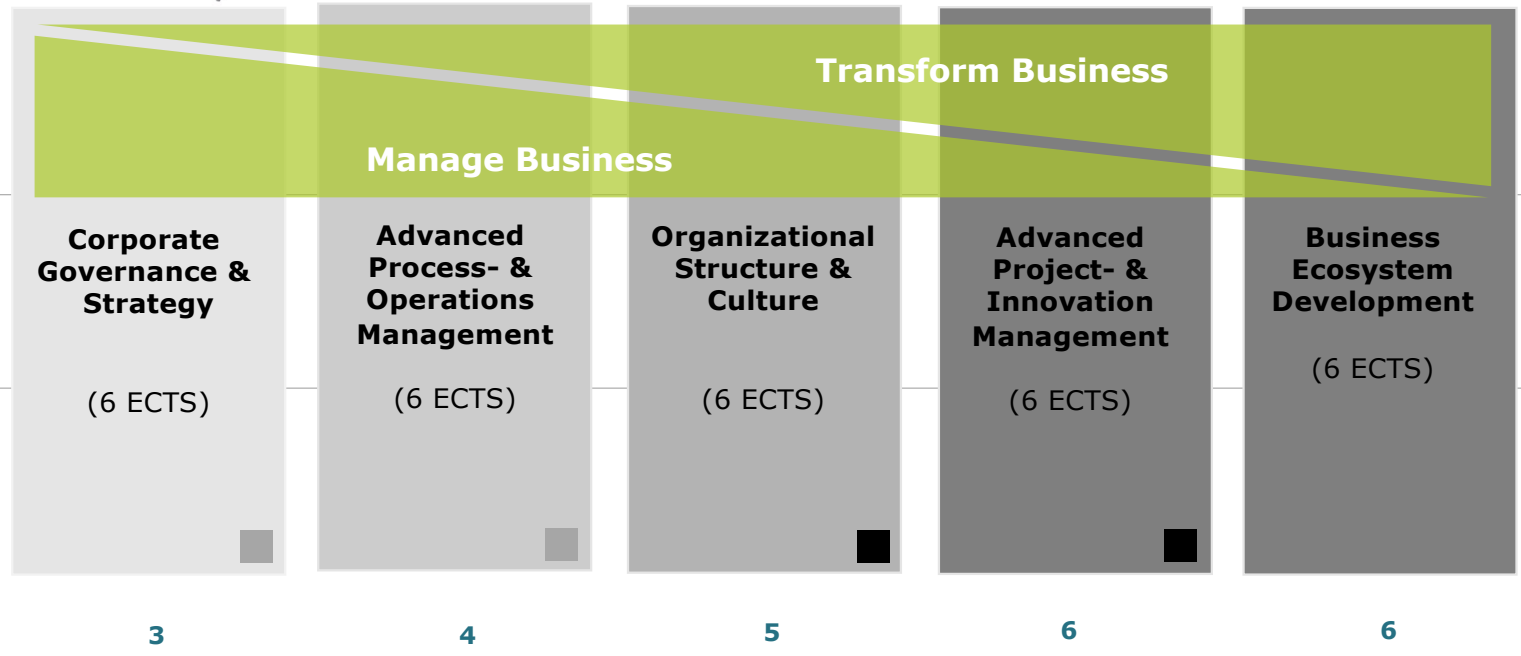 Transform Business
Manage Business
Corporate
Governance &
Strategy
(6 ECTS)
Advanced
Process- &
Operations
Management
(6 ECTS)
Organizational
Structure &
Culture
(6 ECTS)
Advanced
Project- &
Innovation
Management
(6 ECTS)
Business
Ecosystem
Development
(6 ECTS)
3
4
5
6
6